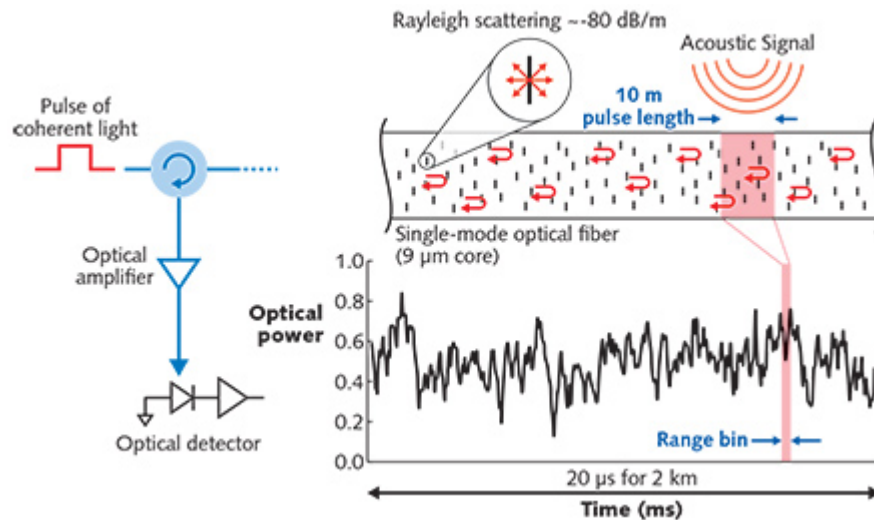 Rayleigh scattering ~-80 dB/m
Acoustic Signal
Pulse of
coherent light
10 m
pulse length
Single-mode optical fiber
(9 µm core)
Optical
amplifier
Optical detector
Optical
power
1.0
0.8
0.6
0.4
0.2
0.0
Range bin
20 µs for 2 km
Time (ms)